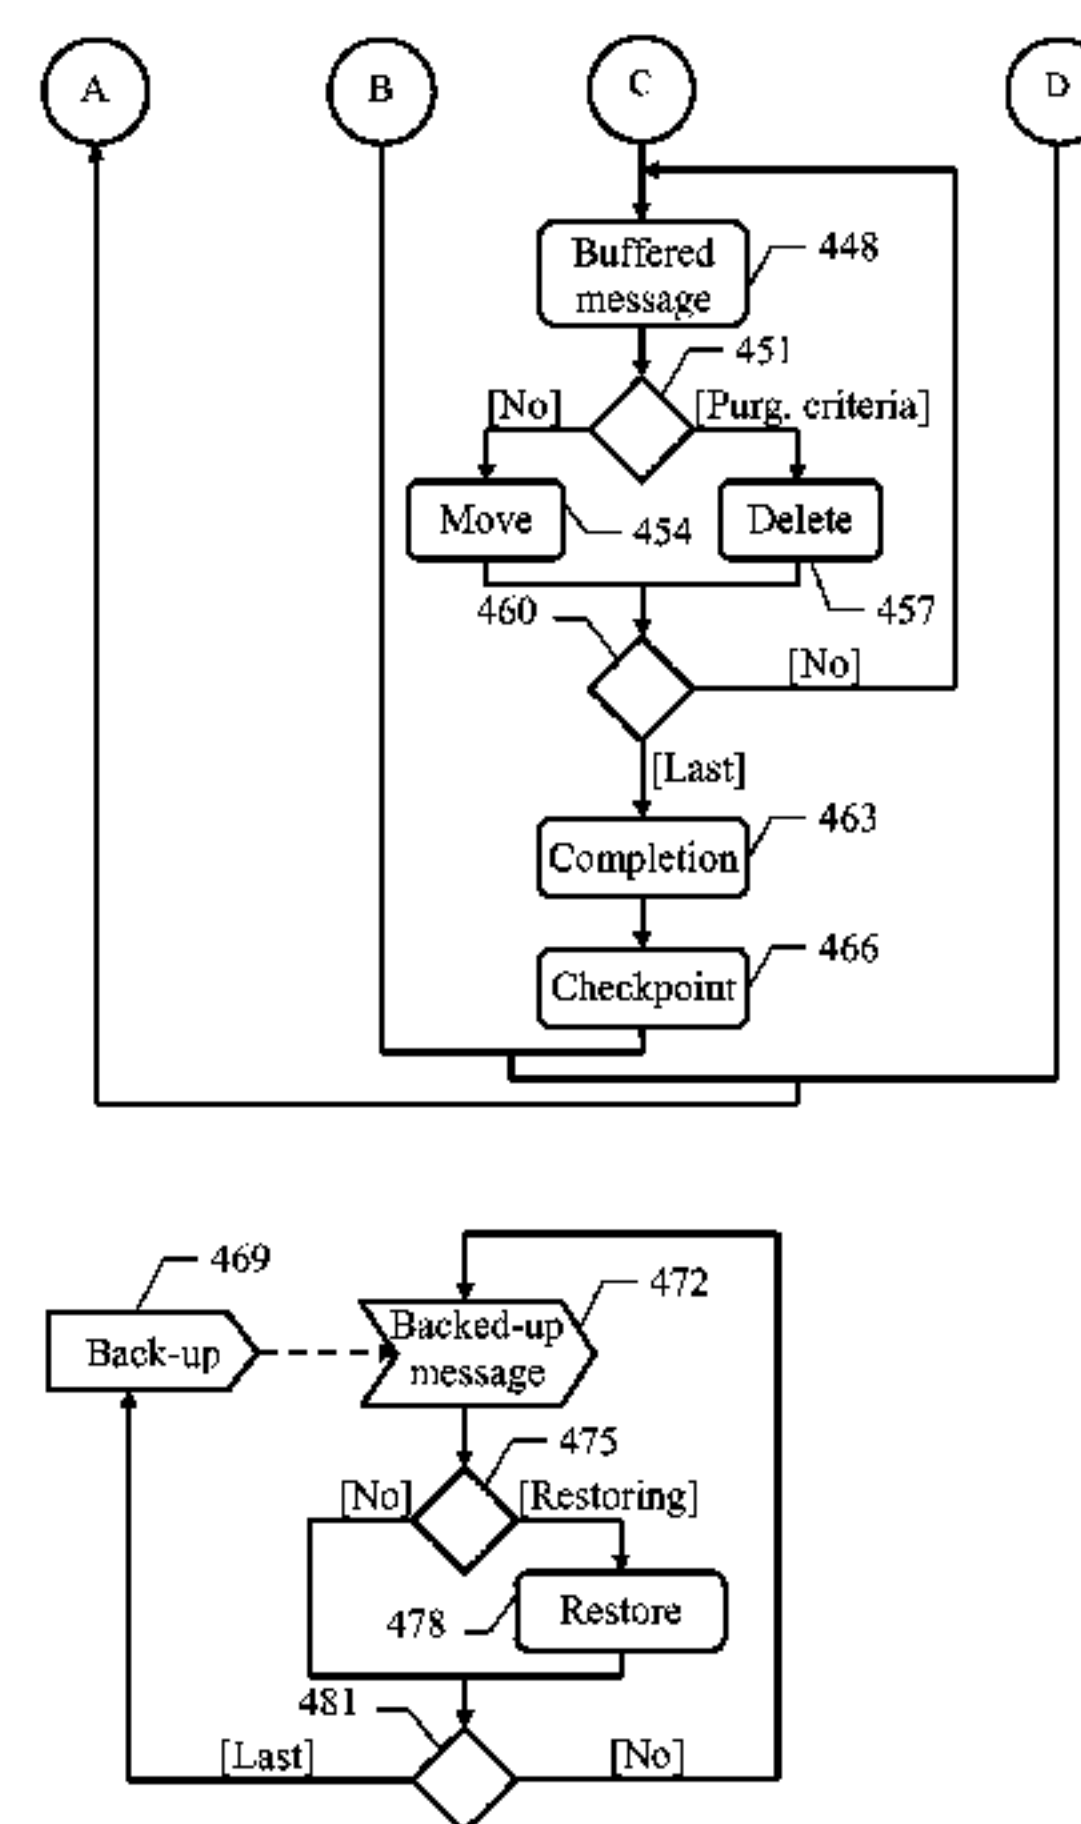 A B C D
Buffered
message
448
451
[No] [Purg. criteria]
Move
454
Delete
460
457
[No]
[Last]
463
Completion
466
Checkpoint
469
472
Back-up
Backed-up
message
475
[No] [Restoring]
478
Restore
481
[Last] [No]